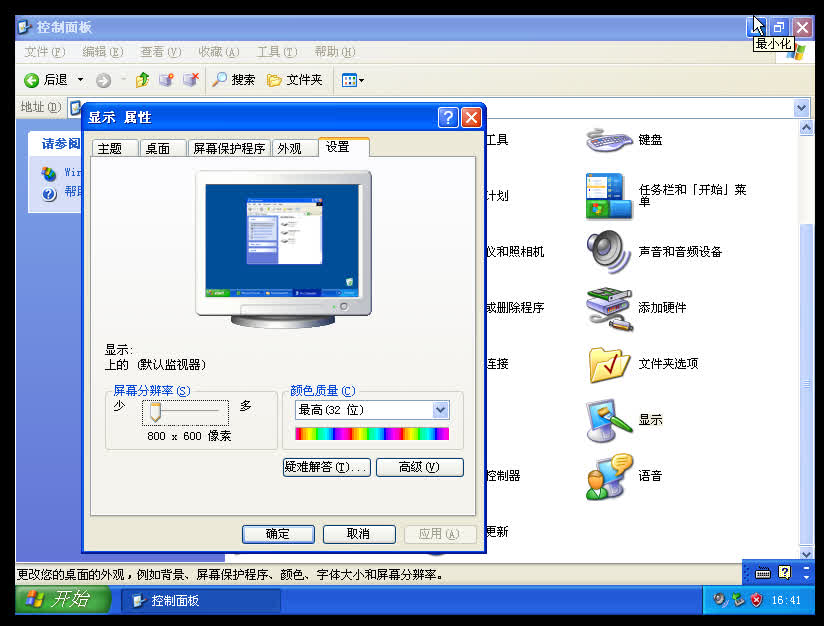 控制面板
最小化
文件(F) 编辑(E) 查看(V) 收藏(A) 工具(T) 帮助(H)
后退 搜索 文件夹
地址(D)
显示 属性
请参阅
Win
帮助
主题 桌面 屏幕保护程序 外观 设置
显示:
上的 (默认监视器)
屏幕分辨率(S)
少 多
800 x 600 像素
颜色质量(C)
最高(32 位)
疑难解答(T)... 高级(V)
确定 取消 应用(A)
工具 键盘
计划 任务栏和「开始」菜单
仪和照相机 声音和音频设备
或删除程序 添加硬件
连接 文件夹选项
显示
控制器 语音
更新
更改您的桌面的外观,例如背景、屏幕保护程序、颜色、字体大小和屏幕分辨率。
开始 控制面板 16:41